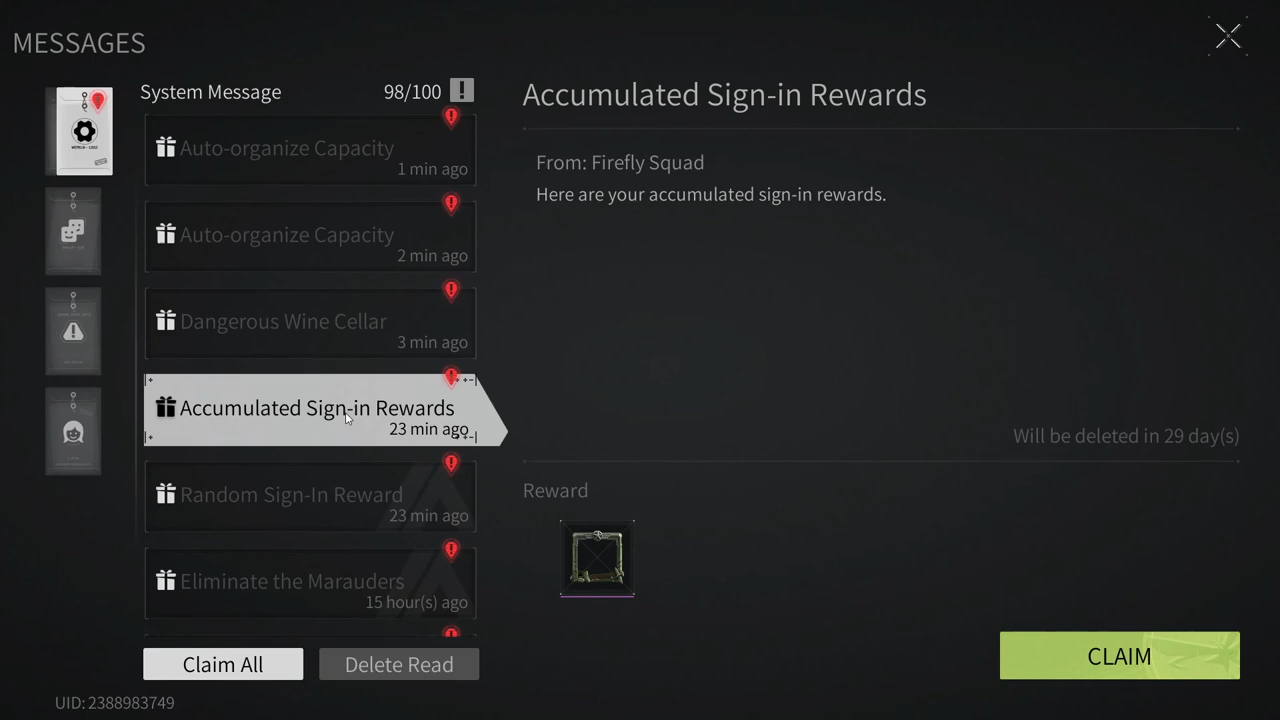 MESSAGES
System Message 98/100
Auto-organize Capacity
1 min ago
Auto-organize Capacity
2 min ago
Dangerous Wine Cellar
3 min ago
Accumulated Sign-in Rewards
23 min ago
Random Sign-In Reward
23 min ago
Eliminate the Marauders
15 hour(s) ago
Claim All
Delete Read
UID: 2388983749
Accumulated Sign-in Rewards
From: Firefly Squad
Here are your accumulated sign-in rewards.
Will be deleted in 29 day(s)
Reward
CLAIM